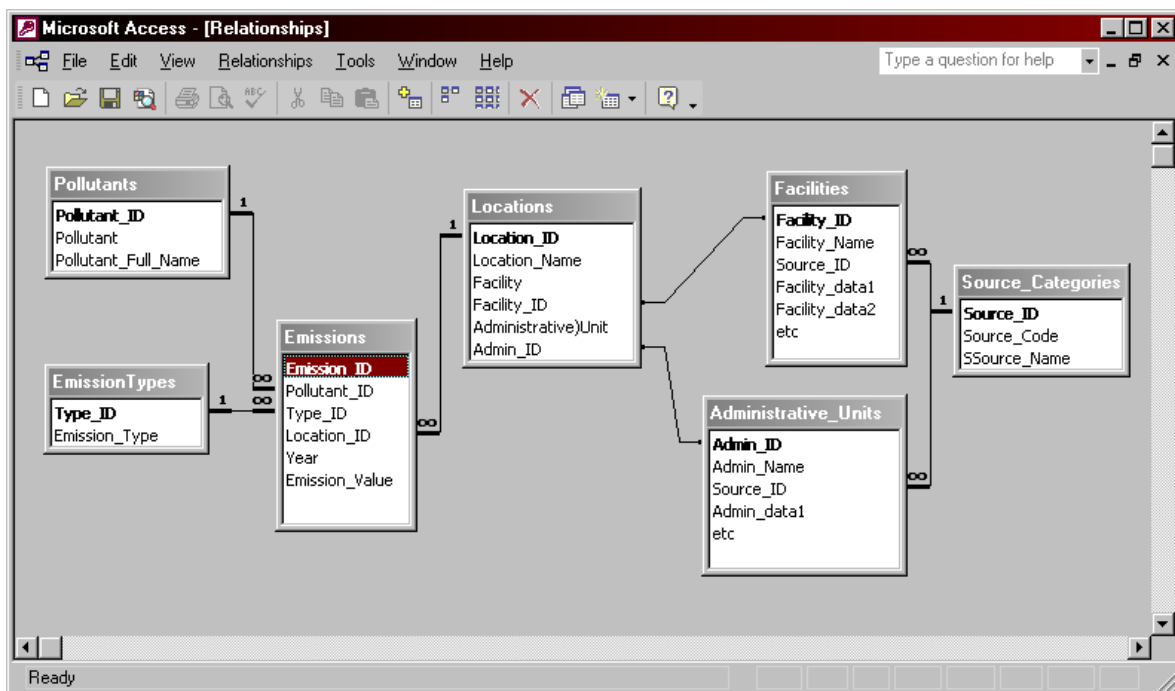 Microsoft Access - [Relationships]
File Edit View Relationships Tools Window Help
Type a question for help
ABC
Pollutants
Pollutant_ID
Pollutant
Pollutant_Full_Name
1
EmissionTypes
Type_ID
Emission_Type
1
∞
∞
Emissions
Emission_ID
Pollutant_ID
Type_ID
Location_ID
Year
Emission_Value
∞
1
Locations
Location_ID
Location_Name
Facility
Facility_ID
Administrative)Unit
Admin_ID
Facilities
Facility_ID
Facility_Name
Source_ID
Facility_data1
Facility_data2
etc
∞
Administrative_Units
Admin_ID
Admin_Name
Source_ID
Admin_data1
etc
∞
1
Source_Categories
Source_ID
Source_Code
SSource_Name
Ready